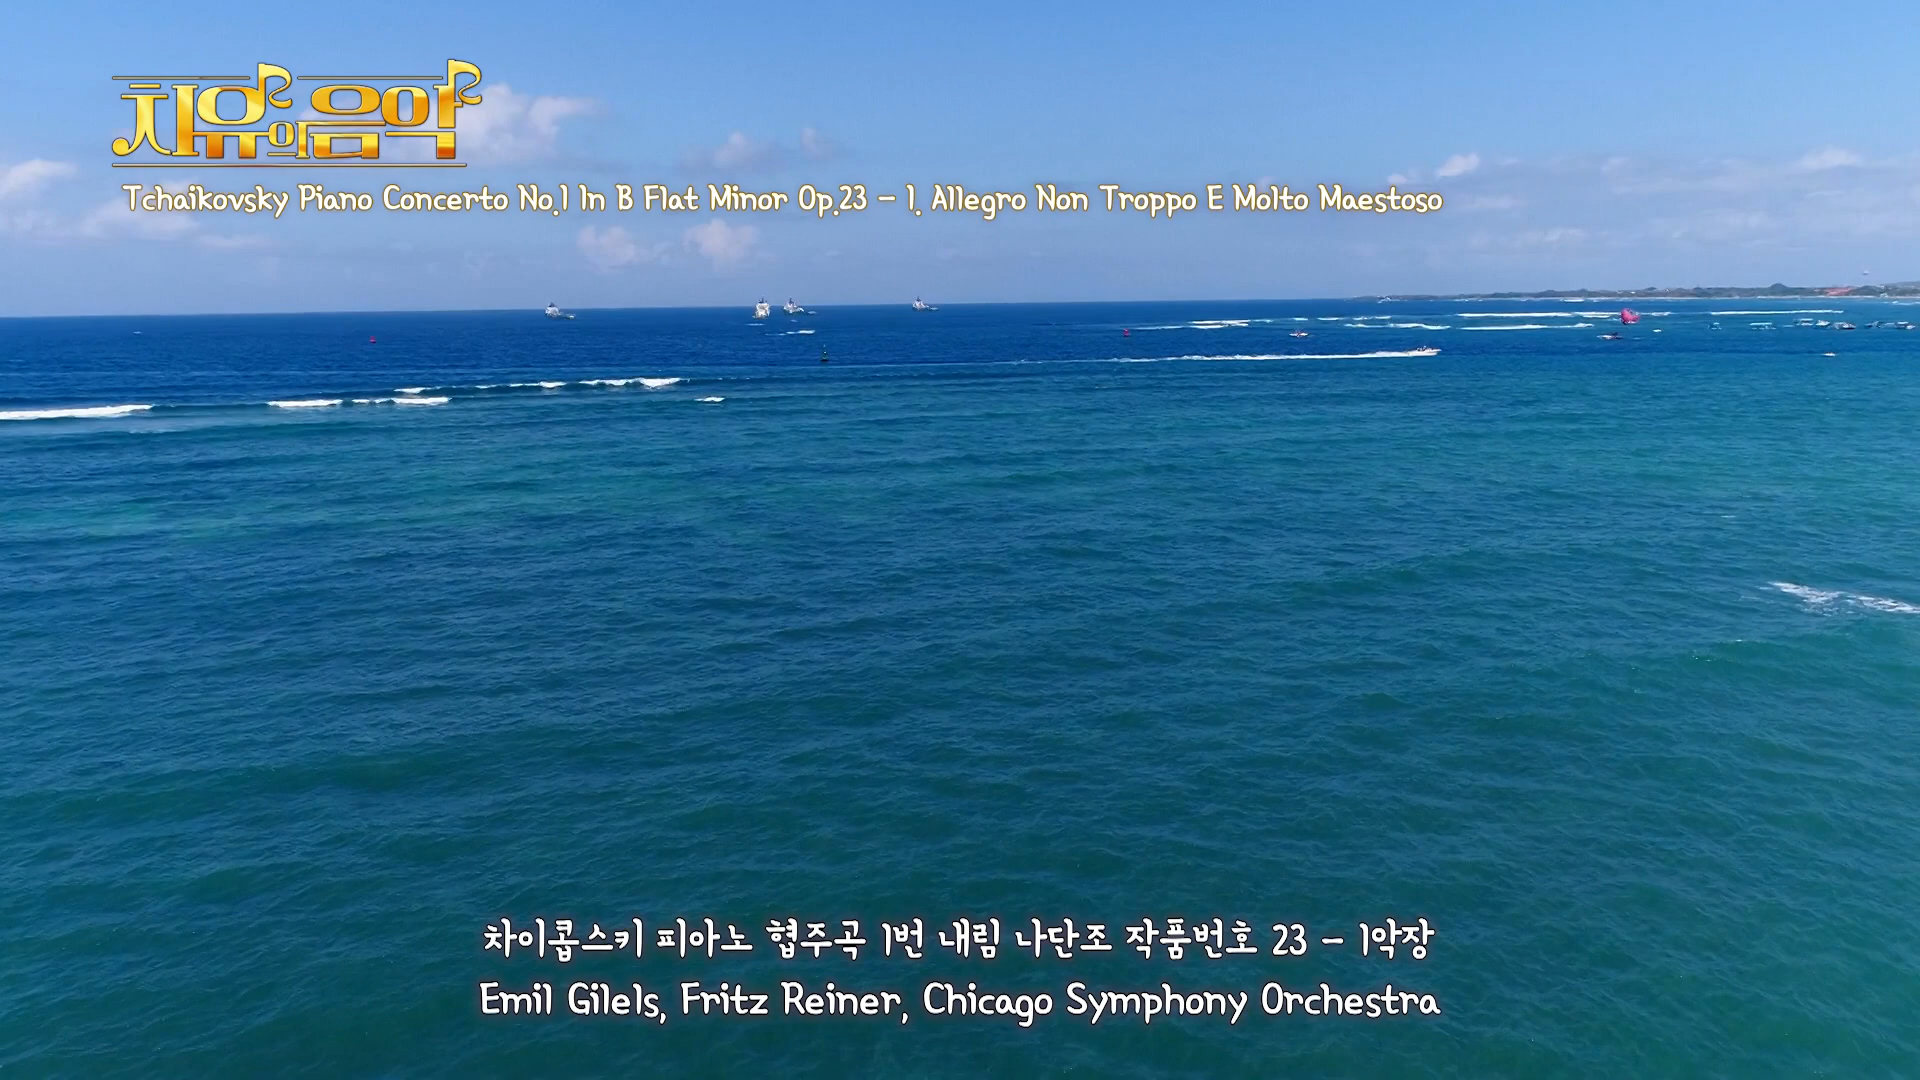 치유의음악
Tchaikovsky Piano Concerto No.1 In B Flat Minor Op.23 - 1. Allegro Non Troppo E Molto Maestoso
차이콥스키 피아노 협주곡 1번 내림 나단조 작품번호 23 - 1악장
Emil Gilels, Fritz Reiner, Chicago Symphony Orchestra